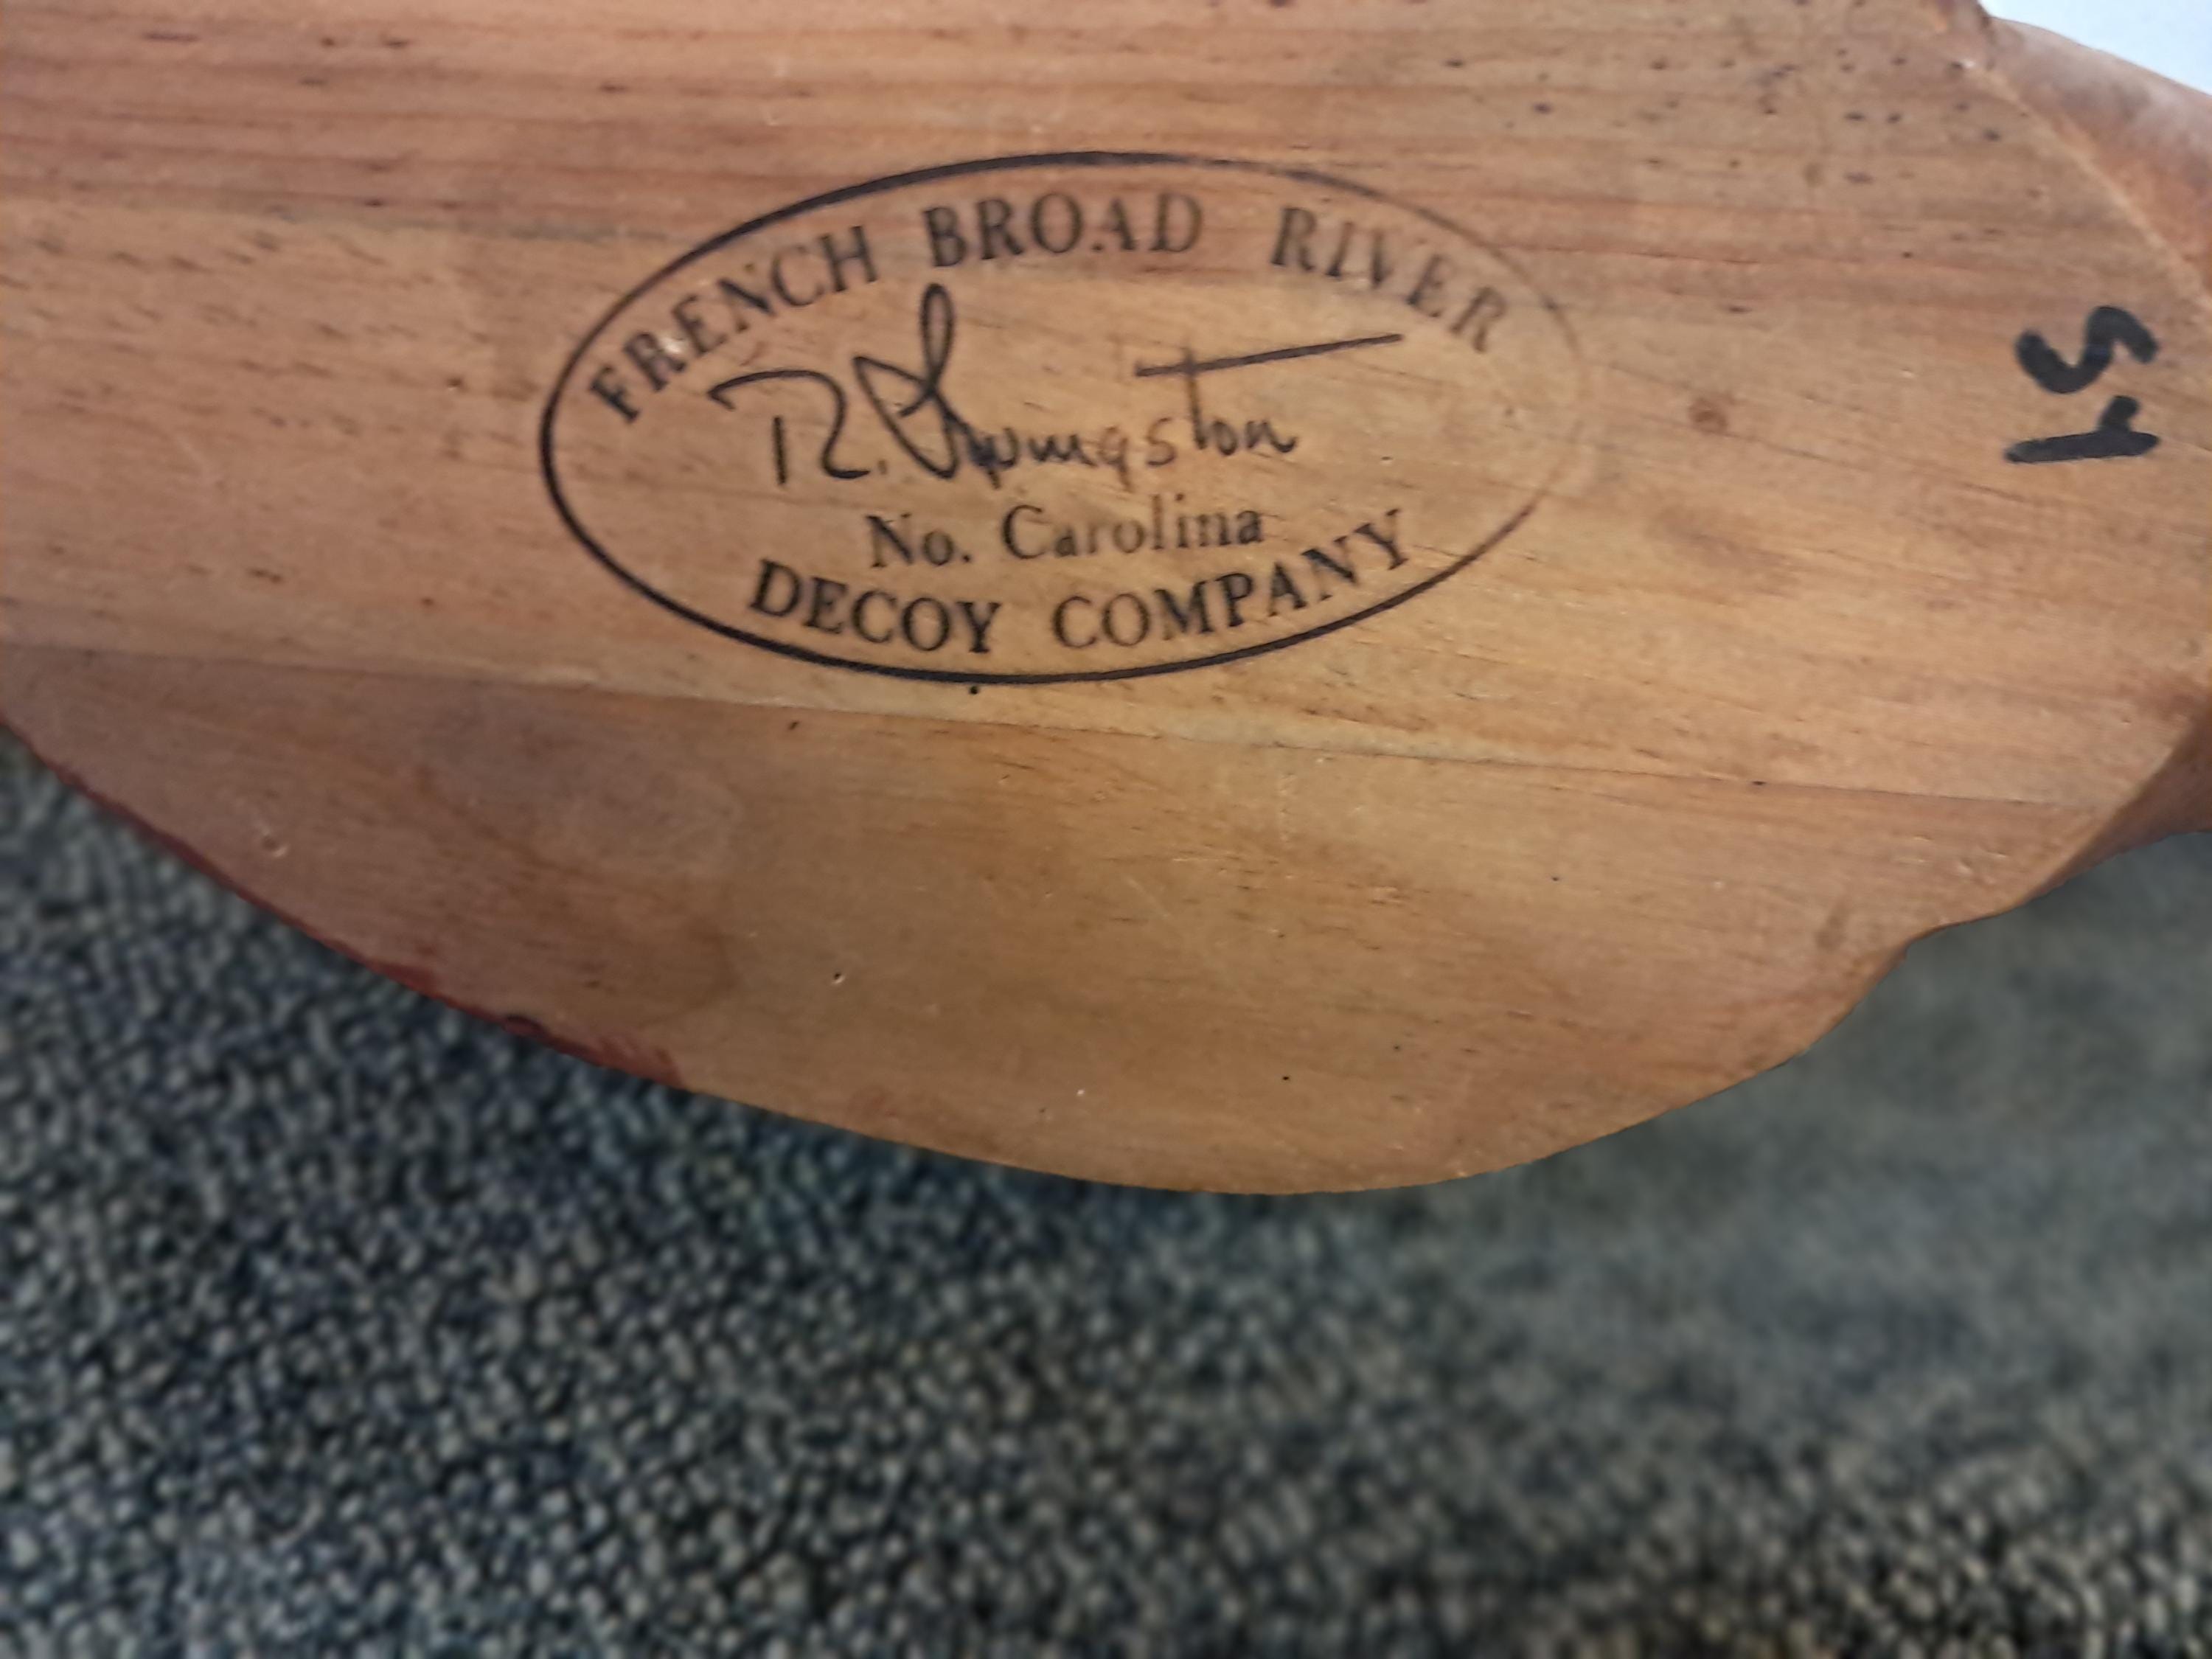 FRENCH BROAD RIVER
R. Livingston
No. Carolina
DECOY COMPANY